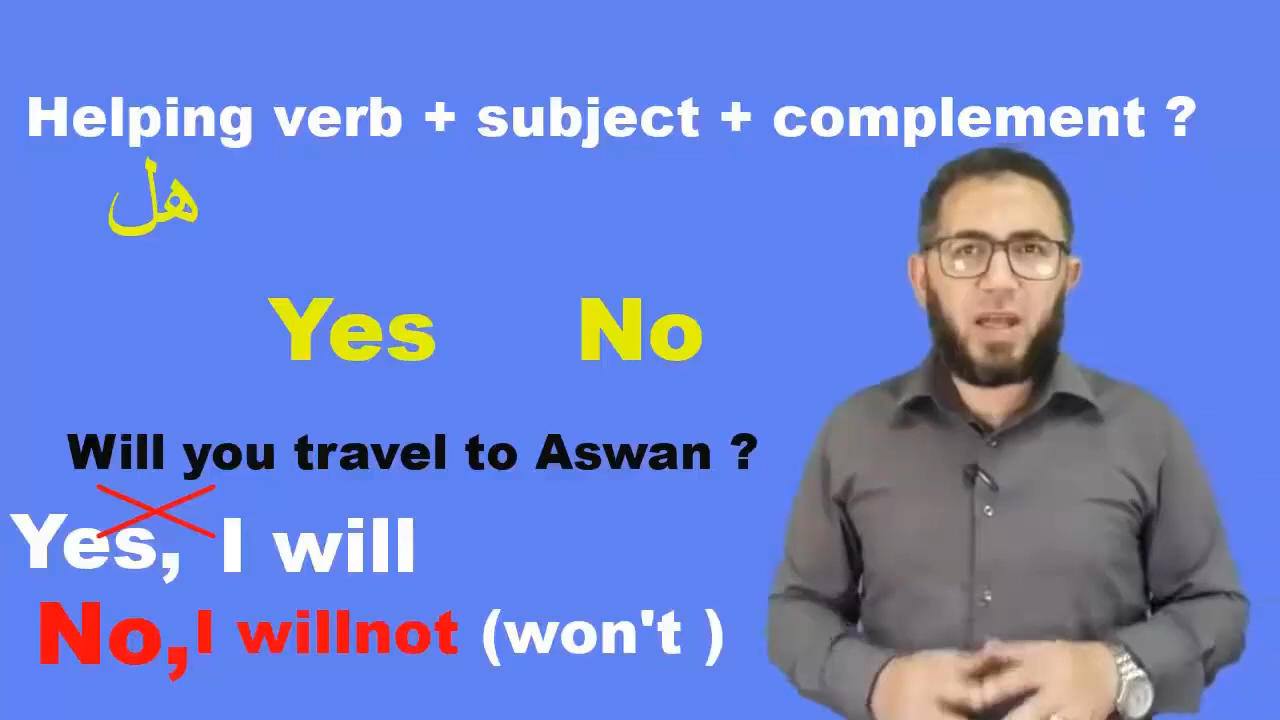 Helping verb + subject + complement ?
هل
Yes No
Will you travel to Aswan ?
Yes, I will
No,I willnot (won't )